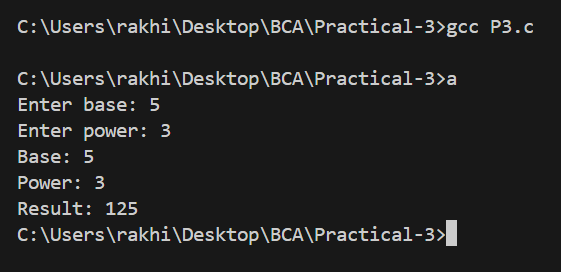 C:\Users\rakhi\Desktop\BCA\Practical-3>gcc P3.c
C:\Users\rakhi\Desktop\BCA\Practical-3>a
Enter base: 5
Enter power: 3
Base: 5
Power: 3
Result: 125
C:\Users\rakhi\Desktop\BCA\Practical-3>